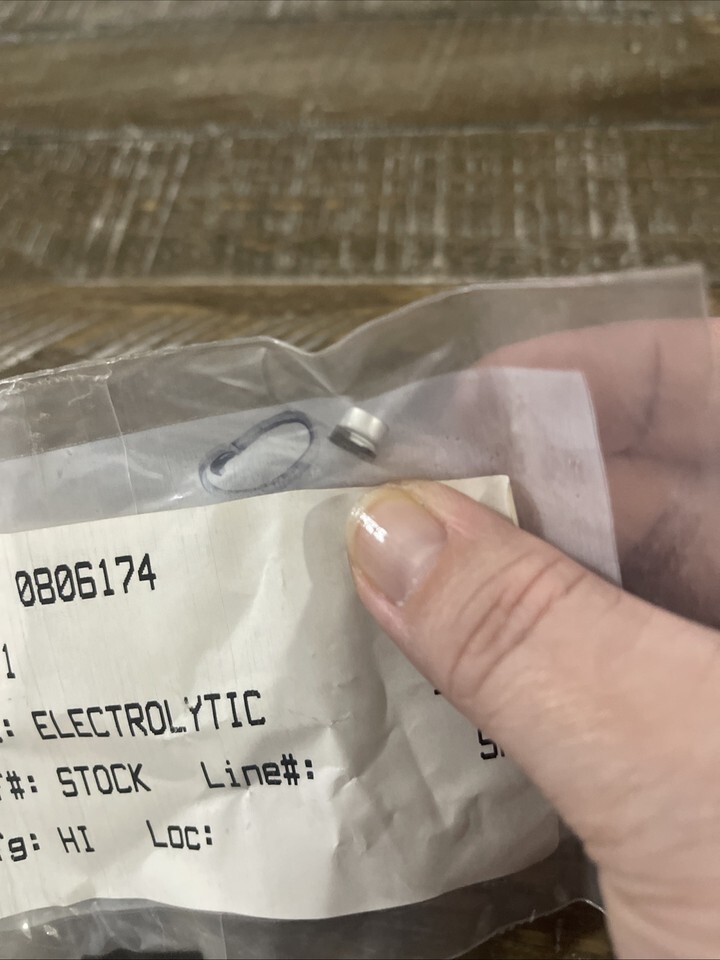 0806174
1
: ELECTROLYTIC
#: STOCK Line#:
g: HI Loc: